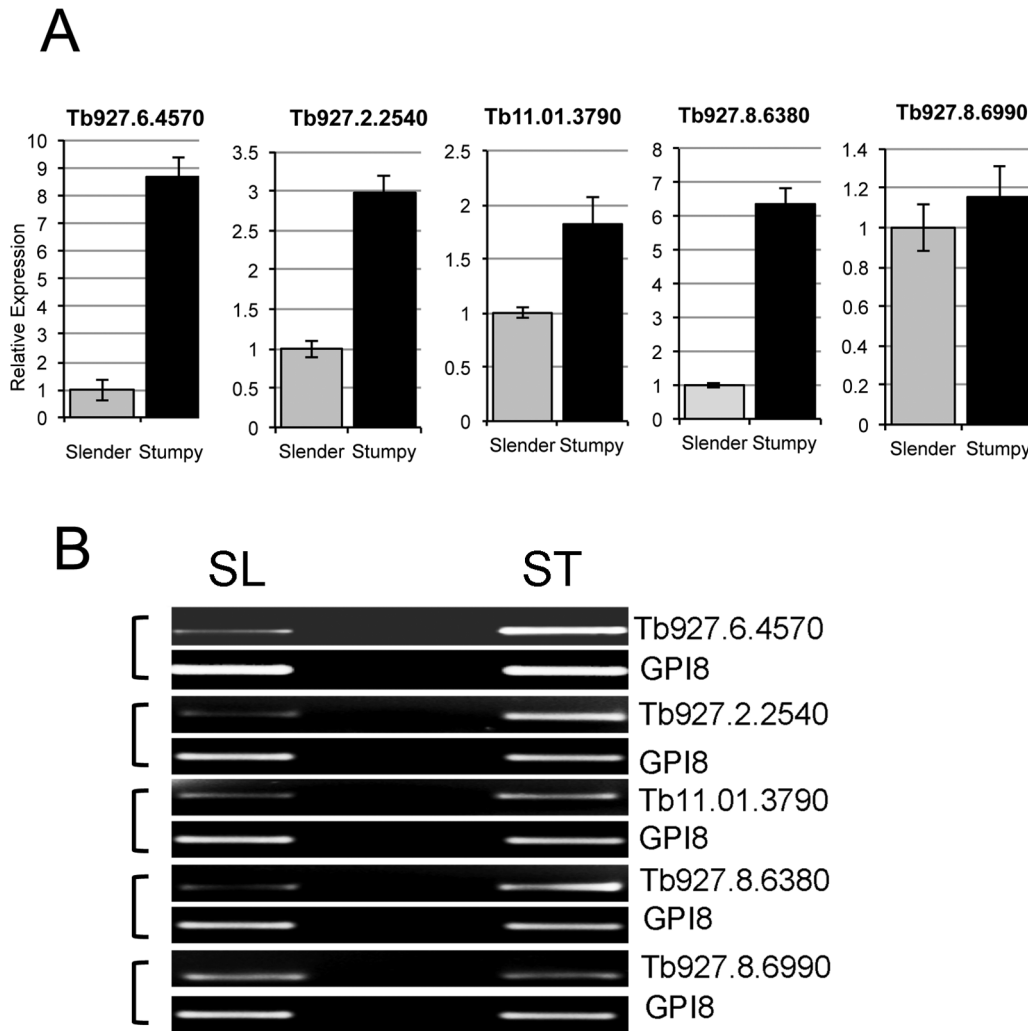 A
Tb927.6.4570
Tb927.2.2540
Tb11.01.3790
Tb927.8.6380
Tb927.8.6990
Relative Expression
10
9
8
7
6
5
4
3
2
1
0
Slender Stumpy
3.5
3
2.5
2
1.5
1
0.5
0
Slender Stumpy
2.5
2
1.5
1
0.5
0
Slender Stumpy
8
7
6
5
4
3
2
1
0
Slender Stumpy
1.4
1.2
1
0.8
0.6
0.4
0.2
0
Slender Stumpy
B
SL ST
Tb927.6.4570
GPI8
Tb927.2.2540
GPI8
Tb11.01.3790
GPI8
Tb927.8.6380
GPI8
Tb927.8.6990
GPI8